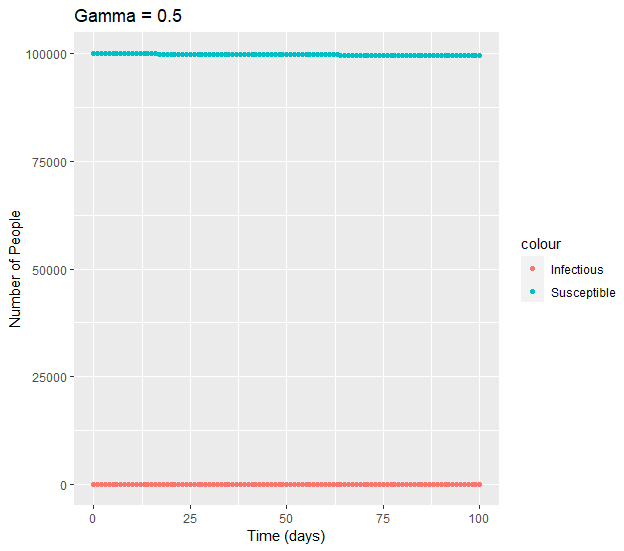 Gamma = 0.5
100000
75000
50000
25000
0
Number of People
0 25 50 75 100
Time (days)
colour
Infectious
Susceptible